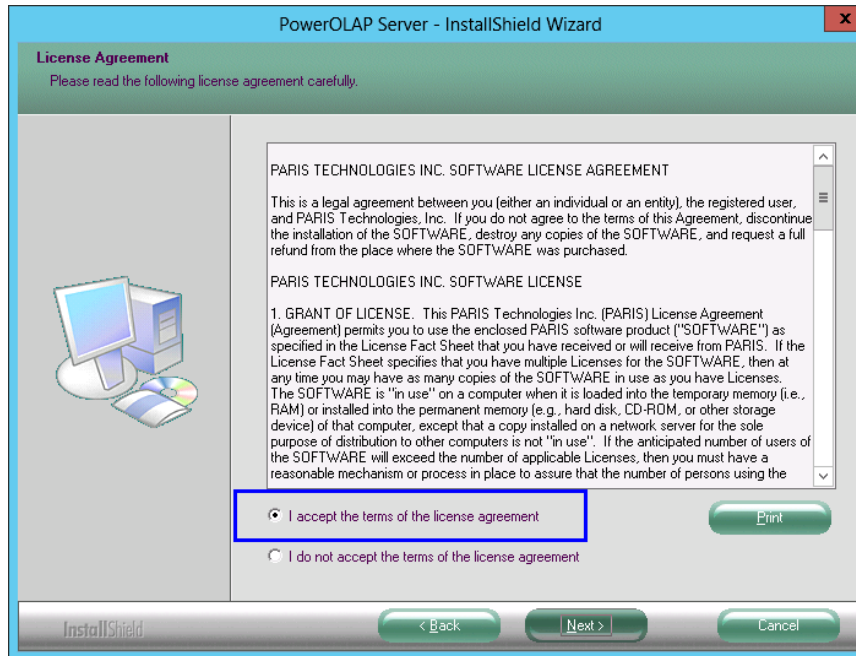 PowerOLAP Server - InstallShield Wizard
x
License Agreement
Please read the following license agreement carefully.
PARIS TECHNOLOGIES INC. SOFTWARE LICENSE AGREEMENT
This is a legal agreement between you (either an individual or an entity), the registered user,
and PARIS Technologies, Inc.  If you do not agree to the terms of this Agreement, discontinue
the installation of the SOFTWARE, destroy any copies of the SOFTWARE, and request a full
refund from the place where the SOFTWARE was purchased.
PARIS TECHNOLOGIES INC. SOFTWARE LICENSE
1. GRANT OF LICENSE.  This PARIS Technologies Inc. (PARIS) License Agreement
(Agreement) permits you to use the enclosed PARIS software product ("SOFTWARE") as
specified in the License Fact Sheet that you have received or will receive from PARIS.  If the
License Fact Sheet specifies that you have multiple Licenses for the SOFTWARE, then at
any time you may have as many copies of the SOFTWARE in use as you have Licenses.
The SOFTWARE is "in use" on a computer when it is loaded into the temporary memory (i.e.,
RAM) or installed into the permanent memory (e.g., hard disk, CD-ROM, or other storage
device) of that computer, except that a copy installed on a network server for the sole
purpose of distribution to other computers is not "in use".  If the anticipated number of users of
the SOFTWARE will exceed the number of applicable Licenses, then you must have a
reasonable mechanism or process in place to assure that the number of persons using the
I accept the terms of the license agreement
Print
I do not accept the terms of the license agreement
InstallShield
< Back
Next >
Cancel